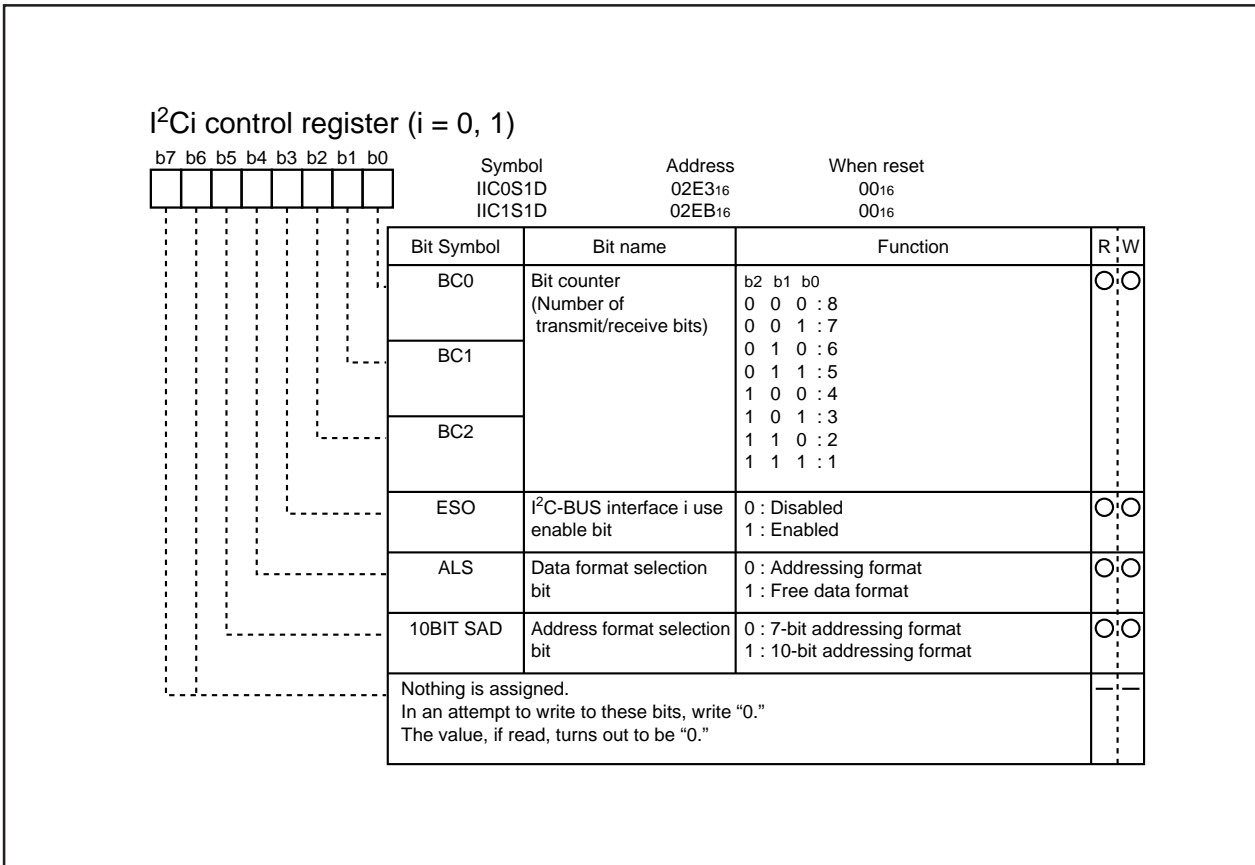 I²Ci control register (i = 0, 1)
b7 b6 b5 b4 b3 b2 b1 b0
Symbol Address When reset
IIC0S1D 02E3₁₆ 00₁₆
IIC1S1D 02EB₁₆ 00₁₆
Bit Symbol Bit name Function R W
BC0 Bit counter b2 b1 b0
(Number of 0 0 0 : 8
transmit/receive bits) 0 0 1 : 7
BC1 0 1 0 : 6
0 1 1 : 5
1 0 0 : 4
1 0 1 : 3
BC2 1 1 0 : 2
1 1 1 : 1
ESO I²C-BUS interface i use 0 : Disabled
enable bit 1 : Enabled
ALS Data format selection 0 : Addressing format
bit 1 : Free data format
10BIT SAD Address format selection 0 : 7-bit addressing format
bit 1 : 10-bit addressing format
Nothing is assigned. — —
In an attempt to write to these bits, write “0.”
The value, if read, turns out to be “0.”